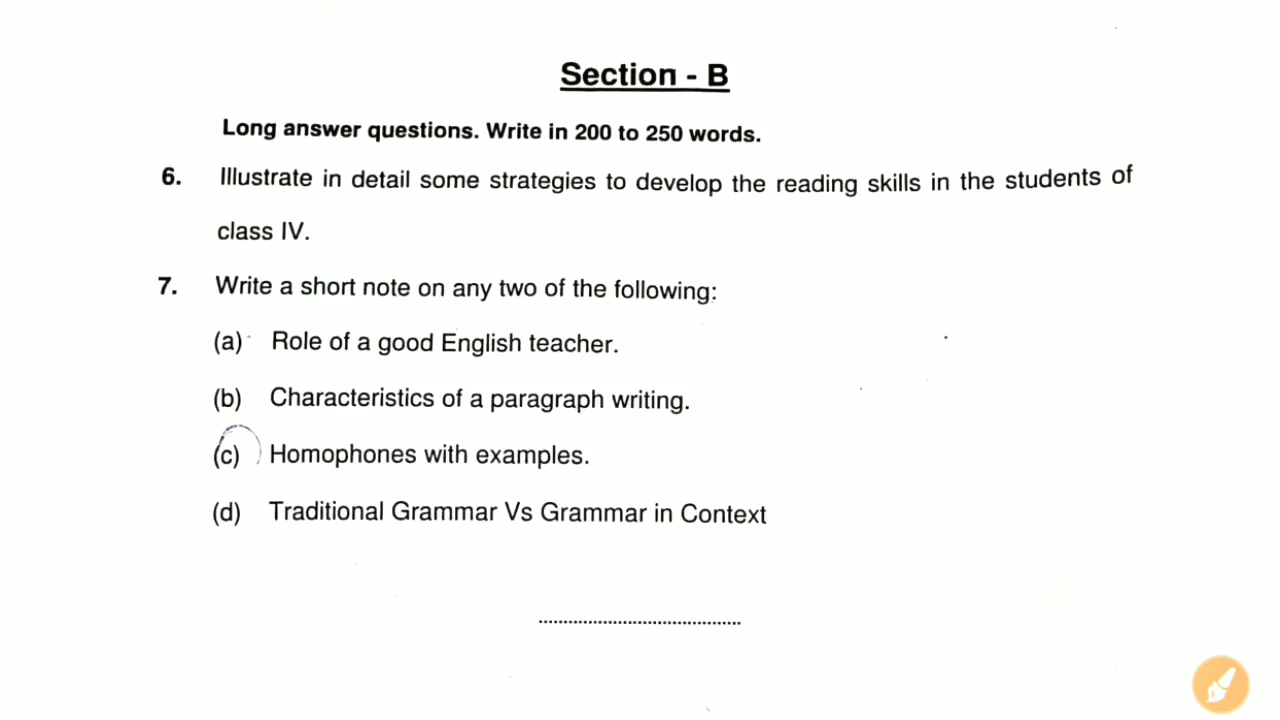 Section - B
Long answer questions. Write in 200 to 250 words.
6. Illustrate in detail some strategies to develop the reading skills in the students of
class IV.
7. Write a short note on any two of the following:
(a) Role of a good English teacher.
(b) Characteristics of a paragraph writing.
(c) Homophones with examples.
(d) Traditional Grammar Vs Grammar in Context